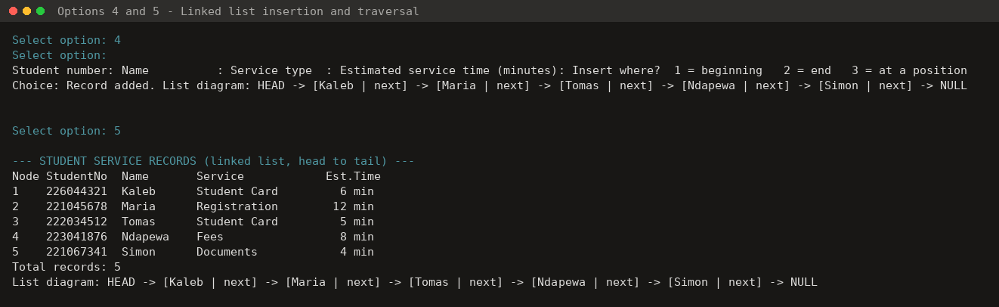 Options 4 and 5 - Linked list insertion and traversal
Select option: 4
Select option:
Student number: Name          : Service type  : Estimated service time (minutes): Insert where?  1 = beginning   2 = end   3 = at a position
Choice: Record added. List diagram: HEAD -> [Kaleb | next] -> [Maria | next] -> [Tomas | next] -> [Ndapewa | next] -> [Simon | next] -> NULL
Select option: 5
--- STUDENT SERVICE RECORDS (linked list, head to tail) ---
Node StudentNo  Name       Service            Est.Time
1    226044321  Kaleb      Student Card         6 min
2    221045678  Maria      Registration        12 min
3    222034512  Tomas      Student Card         5 min
4    223041876  Ndapewa    Fees                 8 min
5    221067341  Simon      Documents            4 min
Total records: 5
List diagram: HEAD -> [Kaleb | next] -> [Maria | next] -> [Tomas | next] -> [Ndapewa | next] -> [Simon | next] -> NULL